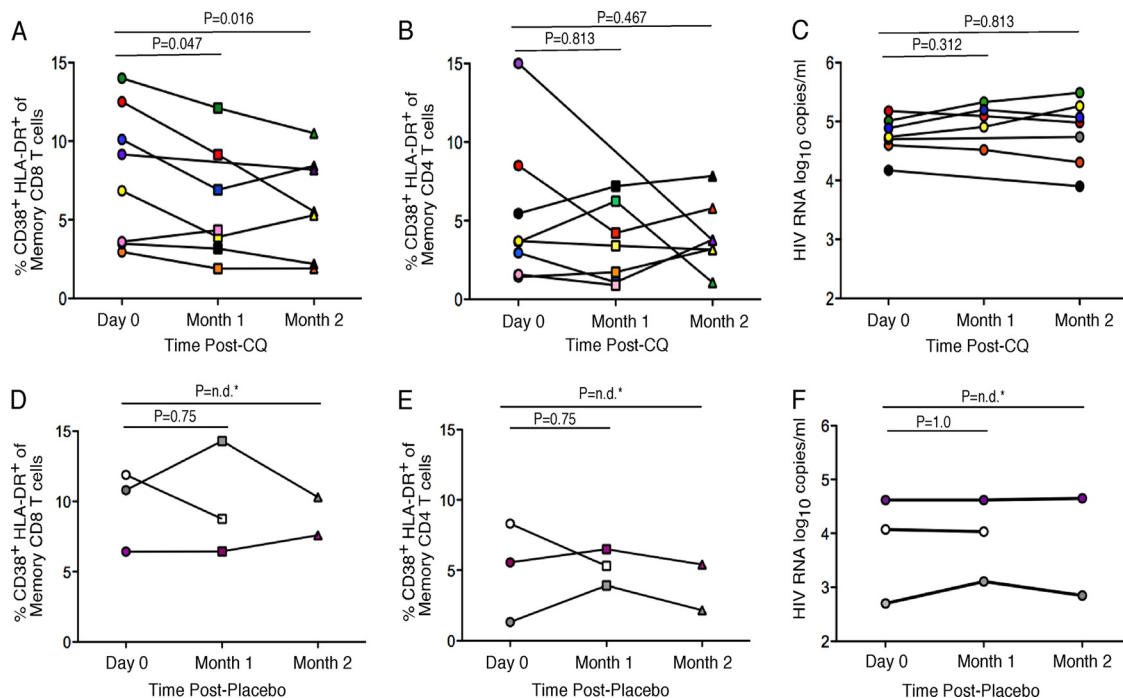 A
P=0.016
P=0.047
% CD38+ HLA-DR+ of
Memory CD8 T cells
15
10
5
0
Day 0 Month 1 Month 2
Time Post-CQ
B
P=0.467
P=0.813
% CD38+ HLA-DR+ of
Memory CD4 T cells
15
10
5
0
Day 0 Month 1 Month 2
Time Post-CQ
C
P=0.813
P=0.312
HIV RNA log10 copies/ml
6
5
4
3
2
Day 0 Month 1 Month 2
Time Post-CQ
D
P=n.d.*
P=0.75
% CD38+ HLA-DR+ of
Memory CD8 T cells
15
10
5
0
Day 0 Month 1 Month 2
Time Post-Placebo
E
P=n.d.*
P=0.75
% CD38+ HLA-DR+ of
Memory CD4 T cells
15
10
5
0
Day 0 Month 1 Month 2
Time Post-Placebo
F
P=n.d.*
P=1.0
HIV RNA log10 copies/ml
6
5
4
3
2
Day 0 Month 1 Month 2
Time Post-Placebo